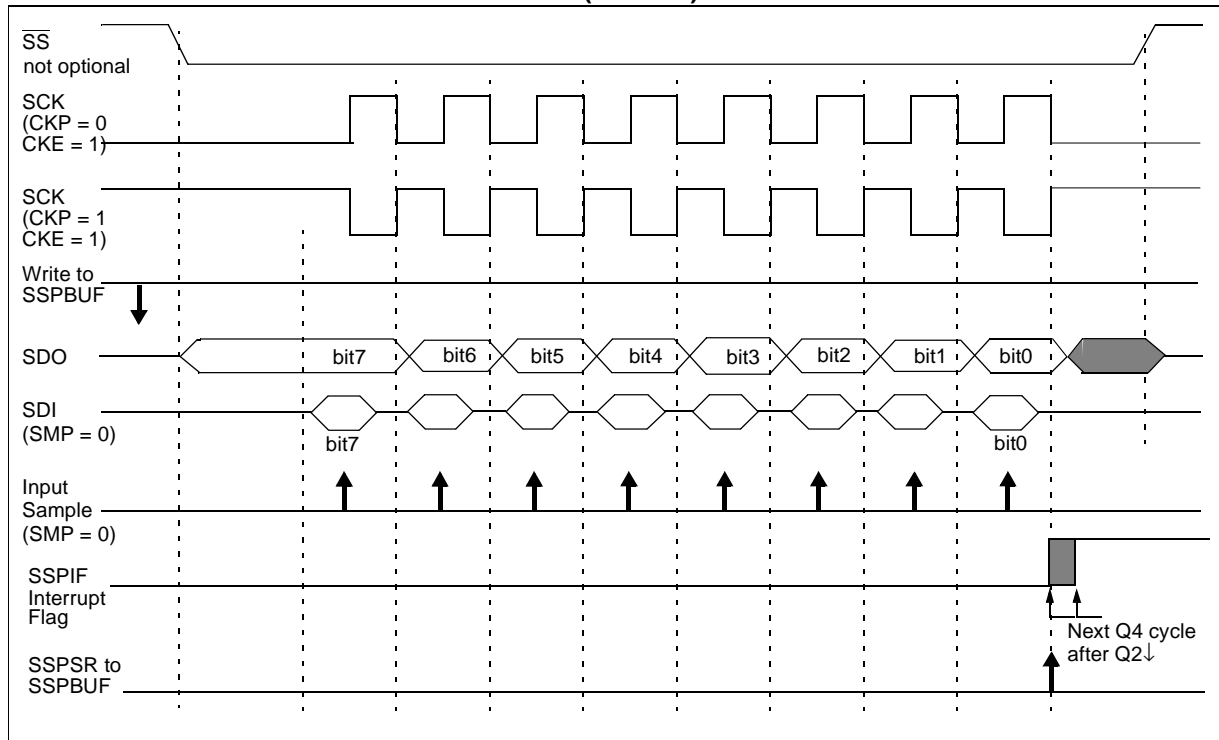 SS
not optional
SCK
(CKP = 0
CKE = 1)
SCK
(CKP = 1
CKE = 1)
Write to
SSPBUF
SDO
bit7 bit6 bit5 bit4 bit3 bit2 bit1 bit0
SDI
(SMP = 0)
bit7 bit0
Input
Sample
(SMP = 0)
SSPIF
Interrupt
Flag
Next Q4 cycle
after Q2↓
SSPSR to
SSPBUF